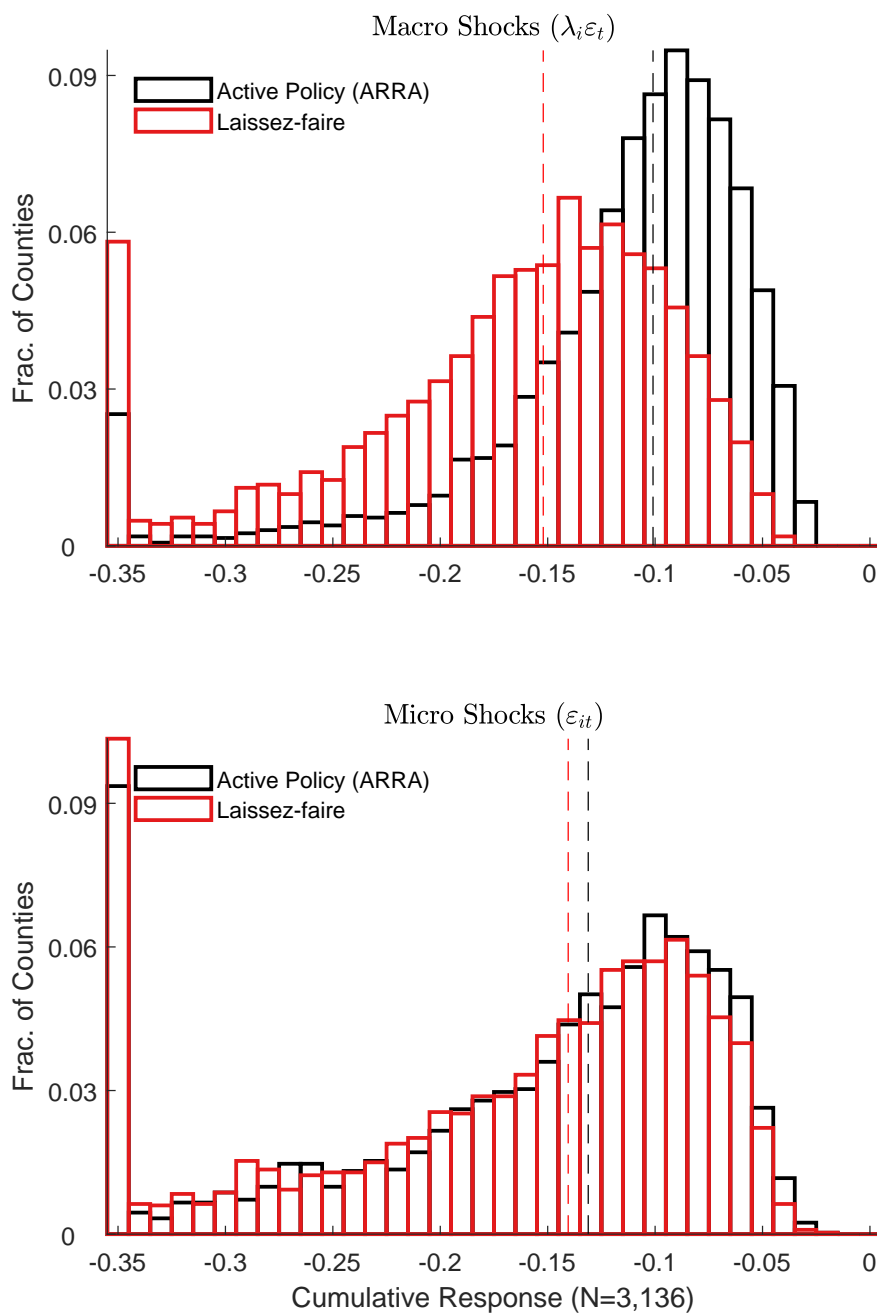 Macro Shocks (λᵢεₜ)
Active Policy (ARRA)
Laissez-faire
Frac. of Counties
0.09
0.06
0.03
0
-0.35 -0.3 -0.25 -0.2 -0.15 -0.1 -0.05 0
Micro Shocks (εᵢₜ)
Active Policy (ARRA)
Laissez-faire
Frac. of Counties
0.09
0.06
0.03
0
-0.35 -0.3 -0.25 -0.2 -0.15 -0.1 -0.05 0
Cumulative Response (N=3,136)